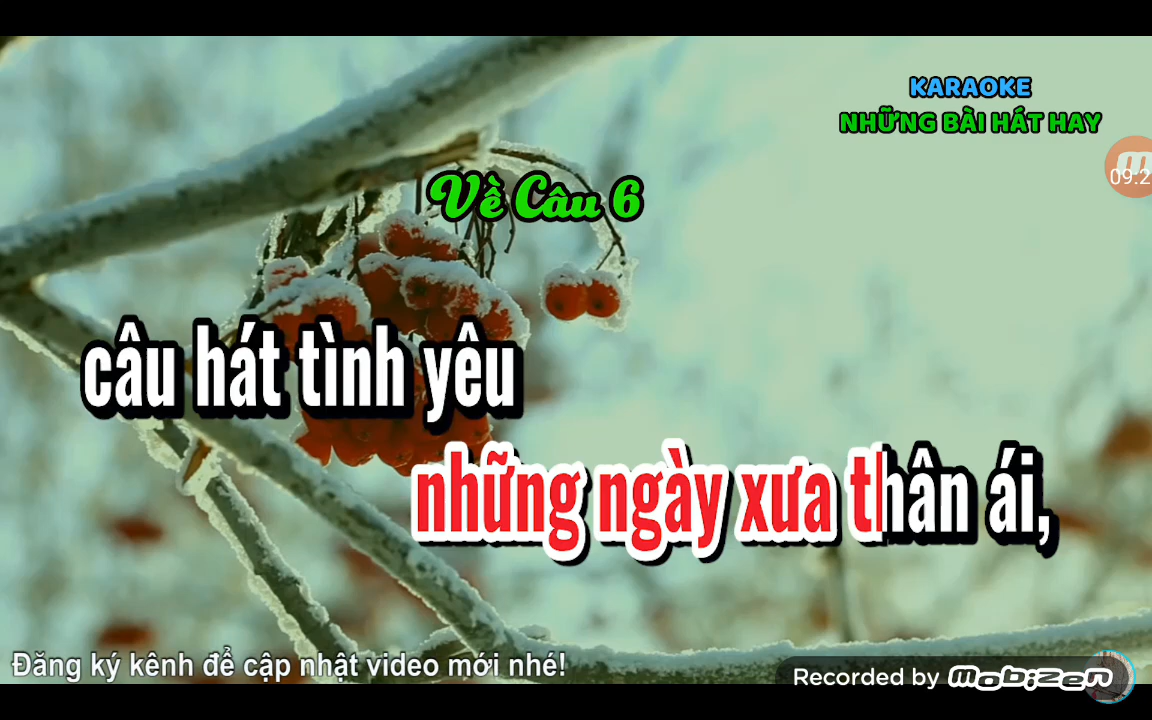 KARAOKE
NHỮNG BÀI HÁT HAY
09:2
Về Câu 6
câu hát tình yêu
những ngày xưa thân ái,
Đăng ký kênh để cập nhật video mới nhé!
Recorded by mobizen